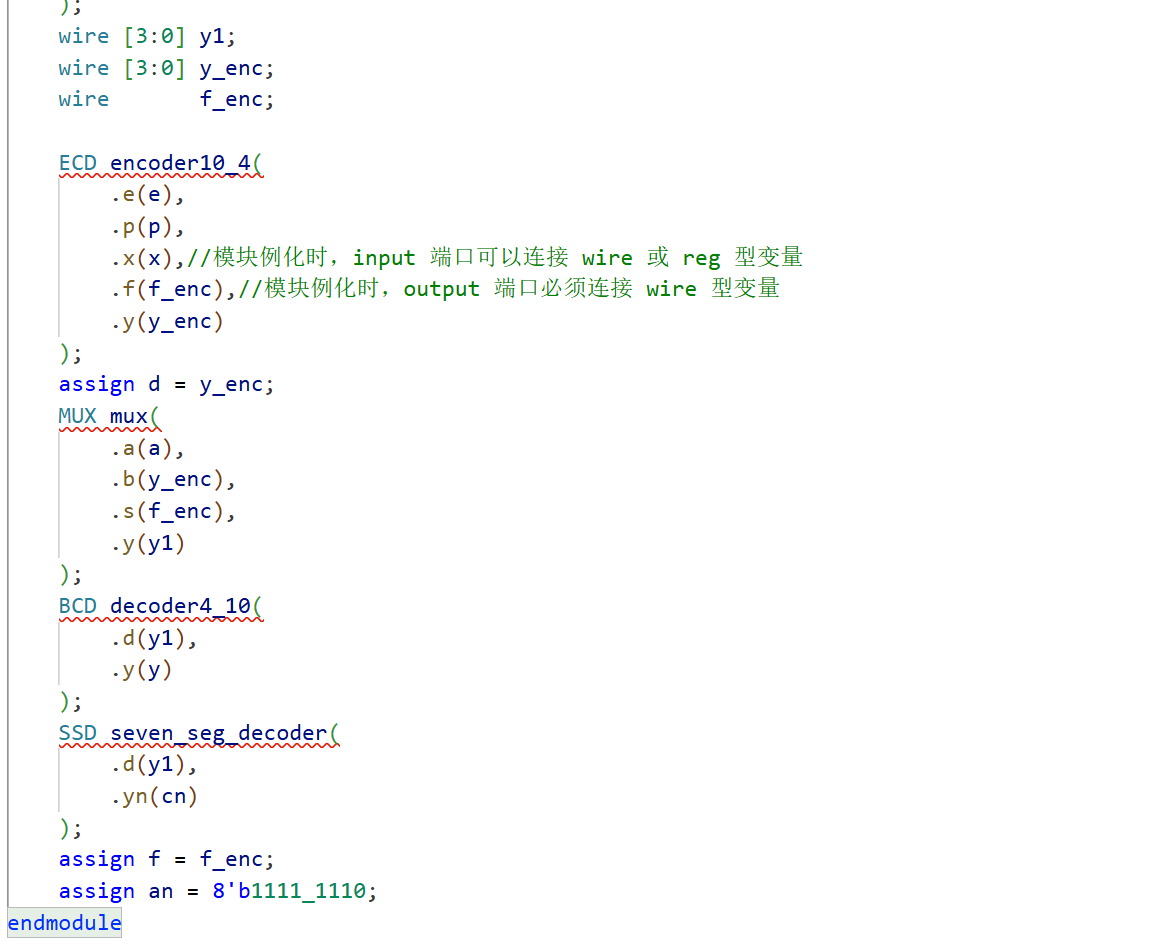 );
wire [3:0] y1;
wire [3:0] y_enc;
wire       f_enc;
ECD encoder10_4(
    .e(e),
    .p(p),
    .x(x),//模块例化时，input 端口可以连接 wire 或 reg 型变量
    .f(f_enc),//模块例化时，output 端口必须连接 wire 型变量
    .y(y_enc)
);
assign d = y_enc;
MUX mux(
    .a(a),
    .b(y_enc),
    .s(f_enc),
    .y(y1)
);
BCD decoder4_10(
    .d(y1),
    .y(y)
);
SSD seven_seg_decoder(
    .d(y1),
    .yn(cn)
);
assign f = f_enc;
assign an = 8'b1111_1110;
endmodule